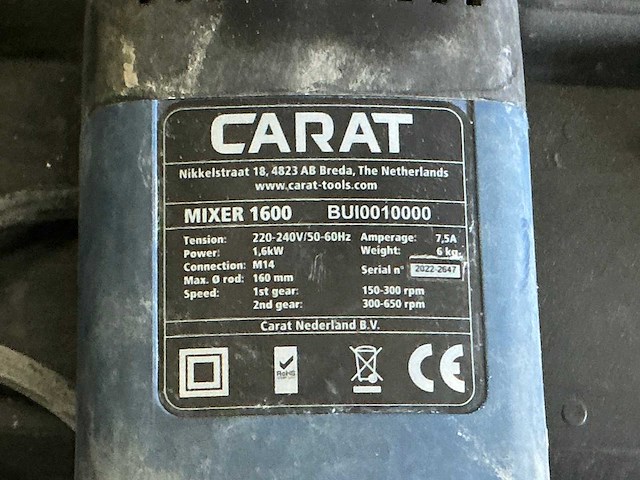 CARAT
Nikkelstraat 18, 4823 AB Breda, The Netherlands
www.carat-tools.com
MIXER 1600 BUI0010000
Tension: 220-240V/50-60Hz Amperage: 7,5A
Power: 1,6kW Weight: 6 kg.
Connection: M14 Serial n° 2022-2647
Max. Ø rod: 160 mm
Speed: 1st gear: 150-300 rpm
2nd gear: 300-650 rpm
Carat Nederland B.V.
RoHS
CE